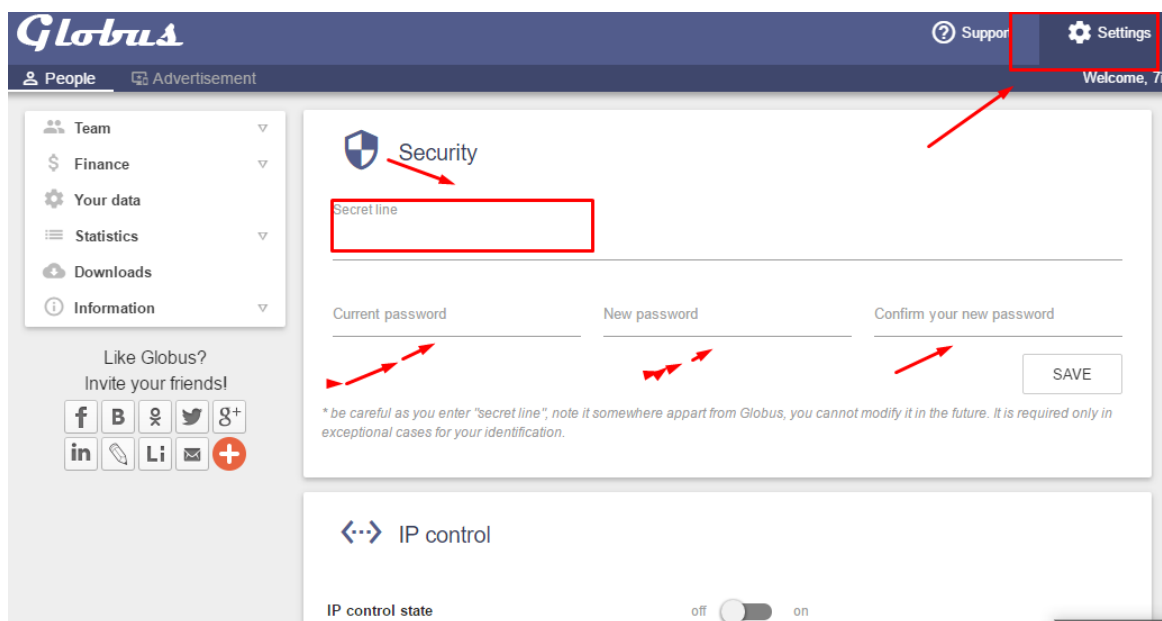 Globus
Support
Settings
People
Advertisement
Welcome, 7i
Team
Finance
Your data
Statistics
Downloads
Information
Like Globus?
Invite your friends!
f B g+
in Li
Security
Secret line
Current password
New password
Confirm your new password
SAVE
* be careful as you enter "secret line", note it somewhere appart from Globus, you cannot modify it in the future. It is required only in
exceptional cases for your identification.
IP control
IP control state
off
on